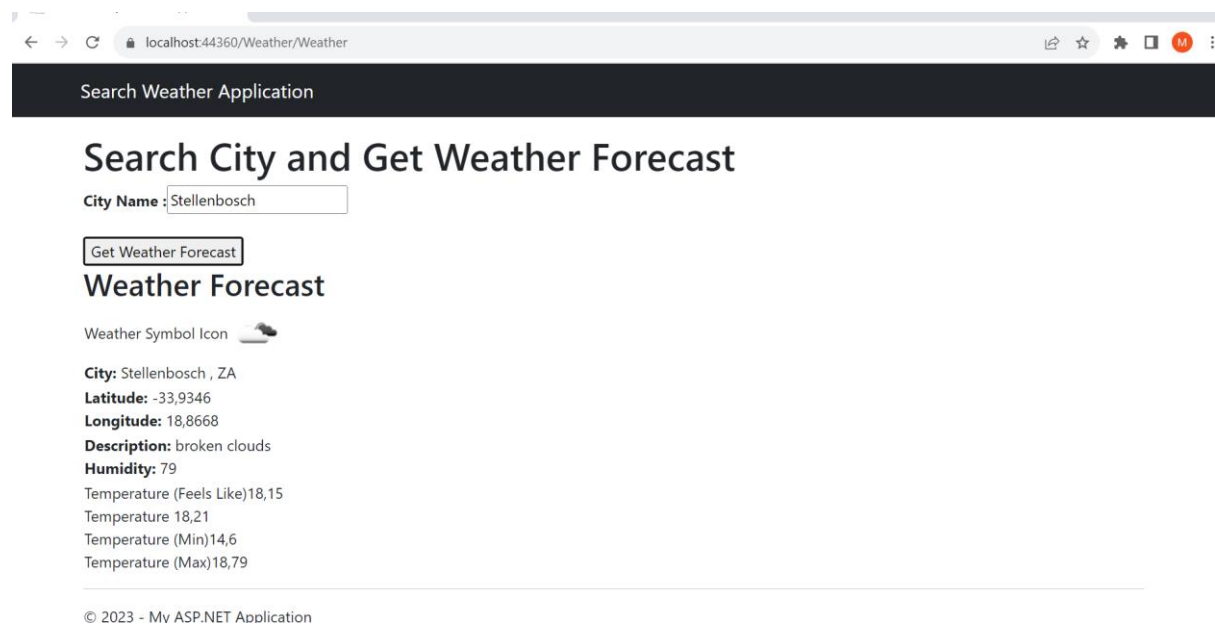 localhost:44360/Weather/Weather
M
Search Weather Application
Search City and Get Weather Forecast
City Name : Stellenbosch
Get Weather Forecast
Weather Forecast
Weather Symbol Icon
City: Stellenbosch , ZA
Latitude: -33,9346
Longitude: 18,8668
Description: broken clouds
Humidity: 79
Temperature (Feels Like)18,15
Temperature 18,21
Temperature (Min)14,6
Temperature (Max)18,79
© 2023 - My ASP.NET Application